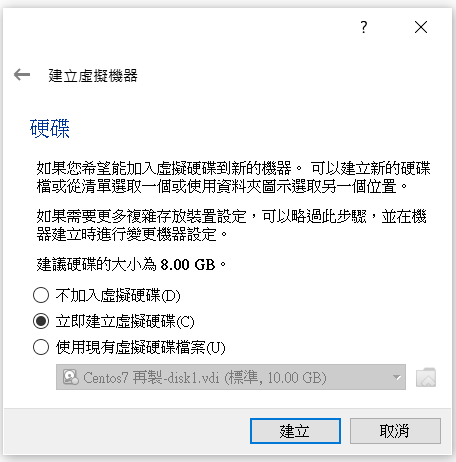 ?
建立虛擬機器
硬碟
如果您希望能加入虛擬硬碟到新的機器。 可以建立新的硬碟
檔或從清單選取一個或使用資料夾圖示選取另一個位置。
如果需要更多複雜存放裝置設定，可以略過此步驟，並在機
器建立時進行變更機器設定。
建議硬碟的大小為 8.00 GB。
不加入虛擬硬碟(D)
立即建立虛擬硬碟(C)
使用現有虛擬硬碟檔案(U)
Centos7 再製-disk1.vdi (標準, 10.00 GB)
建立
取消